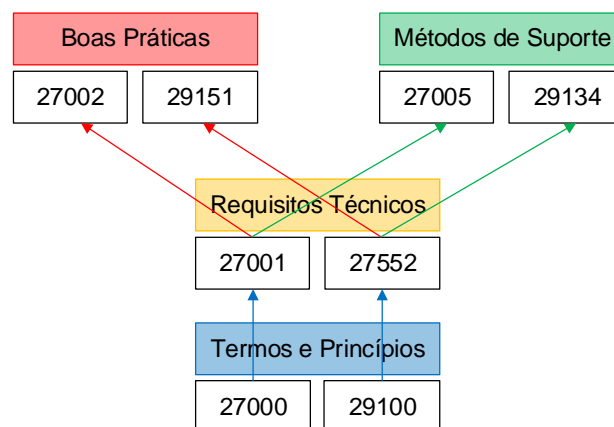 Boas Práticas
Métodos de Suporte
27002
29151
27005
29134
Requisitos Técnicos
27001
27552
Termos e Princípios
27000
29100